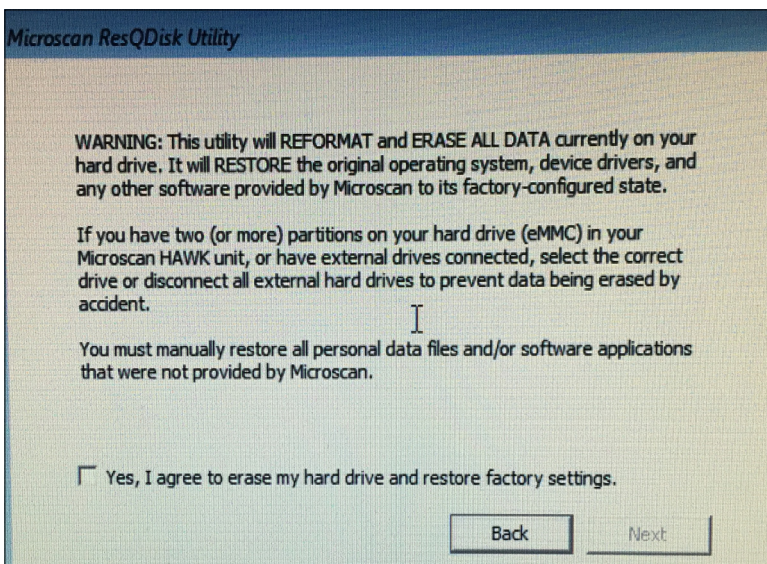 Microscan ResQDisk Utility
WARNING: This utility will REFORMAT and ERASE ALL DATA currently on your
hard drive. It will RESTORE the original operating system, device drivers, and
any other software provided by Microscan to its factory-configured state.
If you have two (or more) partitions on your hard drive (eMMC) in your
Microscan HAWK unit, or have external drives connected, select the correct
drive or disconnect all external hard drives to prevent data being erased by
accident.
You must manually restore all personal data files and/or software applications
that were not provided by Microscan.
Yes, I agree to erase my hard drive and restore factory settings.
Back
Next